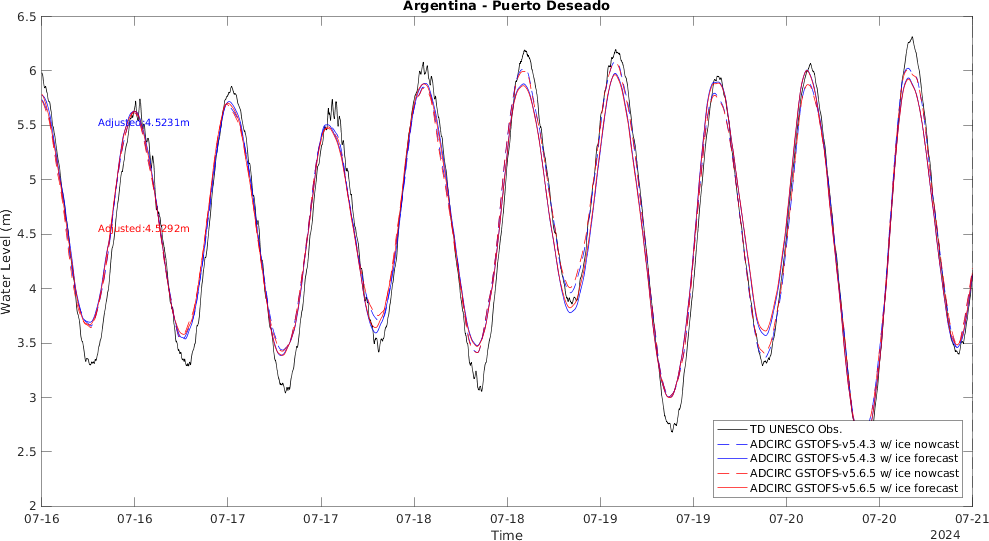 Argentina - Puerto Deseado
6.5
6
5.5
5
4.5
4
3.5
3
2.5
2
Water Level (m)
Adjusted:4.5231m
Adjusted:4.5292m
TD UNESCO Obs.
ADCIRC GSTOFS-v5.4.3 w/ ice nowcast
ADCIRC GSTOFS-v5.4.3 w/ ice forecast
ADCIRC GSTOFS-v5.6.5 w/ ice nowcast
ADCIRC GSTOFS-v5.6.5 w/ ice forecast
07-16 07-16 07-17 07-17 07-18 07-18 07-19 07-19 07-20 07-20 07-21
Time
2024